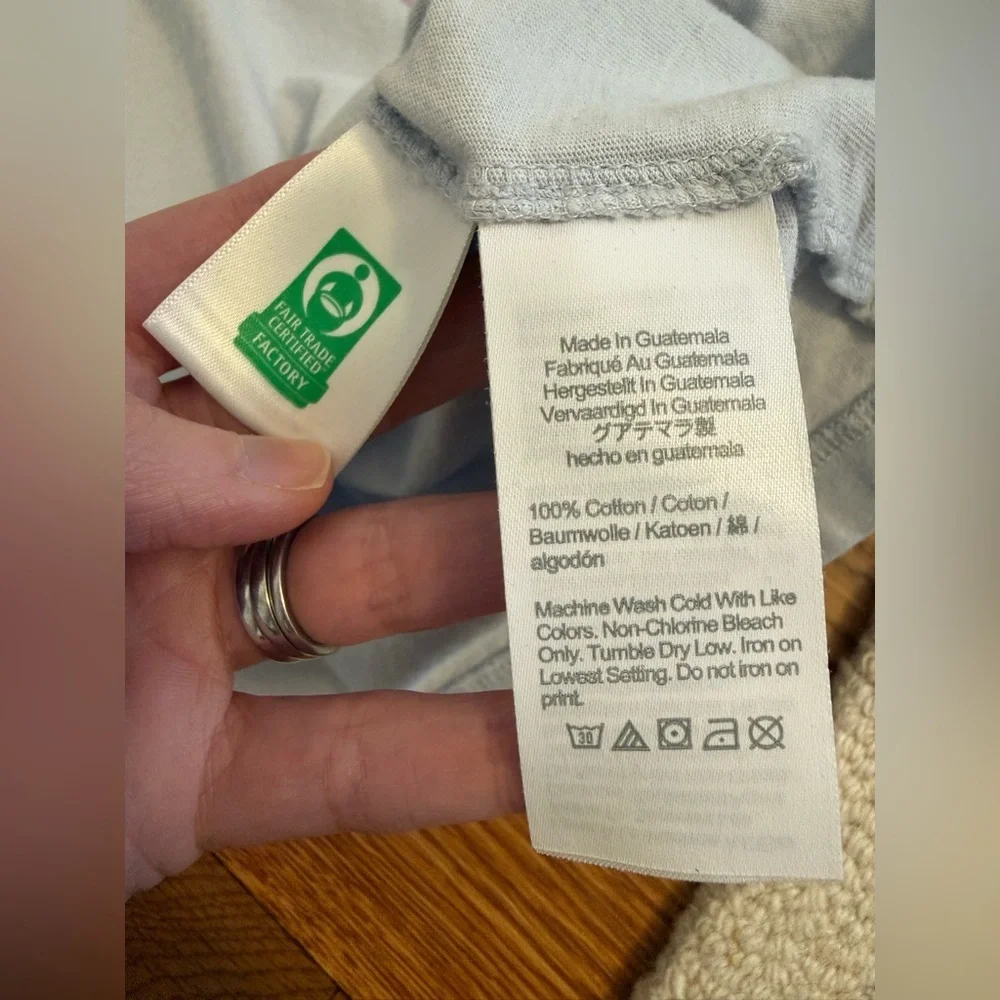 FAIR TRADE
CERTIFIED
FACTORY
Made In Guatemala
Fabriqué Au Guatemala
Hergestellt In Guatemala
Vervaardigd In Guatemala
グアテマラ製
hecho en guatemala
100% Cotton / Coton /
Baumwolle / Katoen / 綿 /
algodón
Machine Wash Cold With Like
Colors. Non-Chlorine Bleach
Only. Tumble Dry Low. Iron on
Lowest Setting. Do not iron on
print.
30